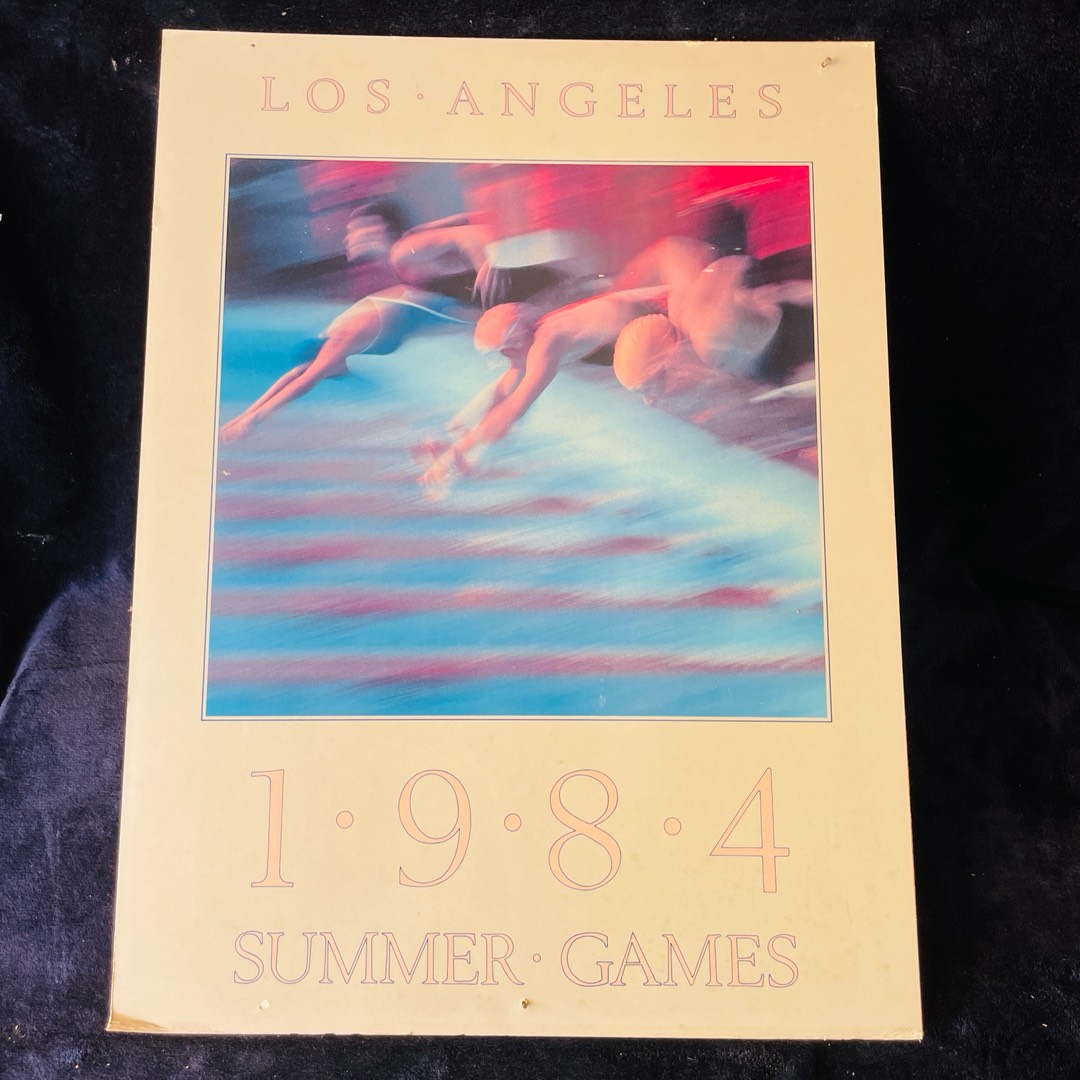 LOS · ANGELES
1 · 9 · 8 · 4
SUMMER · GAMES